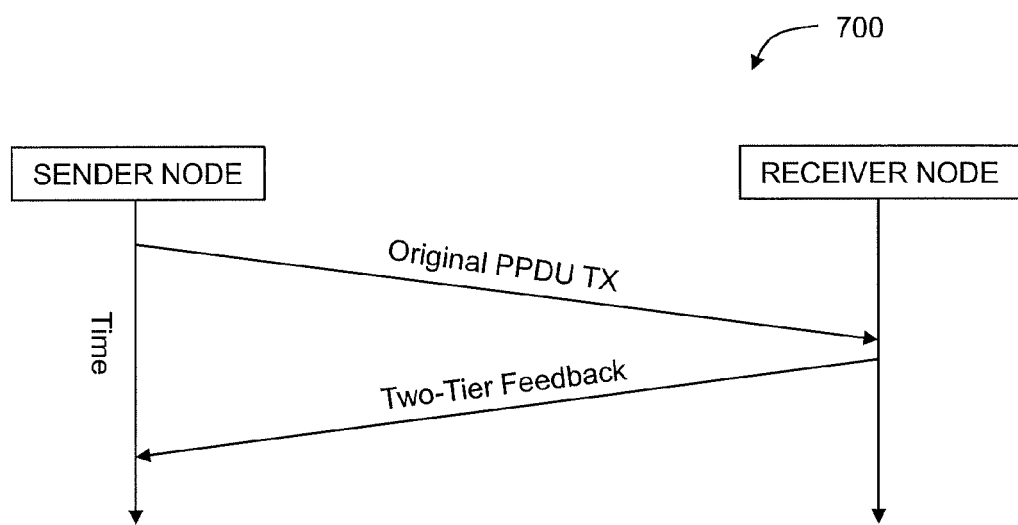 700
SENDER NODE
RECEIVER NODE
Original PPDU TX
Time
Two-Tier Feedback